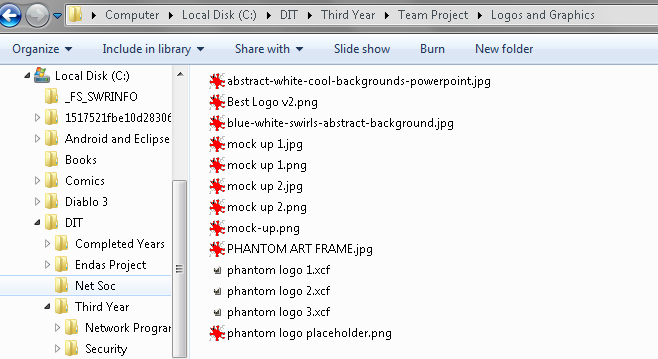 Computer ▸ Local Disk (C:) ▸ DIT ▸ Third Year ▸ Team Project ▸ Logos and Graphics
Organize Include in library Share with Slide show Burn New folder
Local Disk (C:)
_FS_SWRINFO
1517521fbe10d28306
Android and Eclipse
Books
Comics
Diablo 3
DIT
Completed Years
Endas Project
Net Soc
Third Year
Network Progran
Security
abstract-white-cool-backgrounds-powerpoint.jpg
Best Logo v2.png
blue-white-swirls-abstract-background.jpg
mock up 1.jpg
mock up 1.png
mock up 2.jpg
mock up 2.png
mock-up.png
PHANTOM ART FRAME.jpg
phantom logo 1.xcf
phantom logo 2.xcf
phantom logo 3.xcf
phantom logo placeholder.png